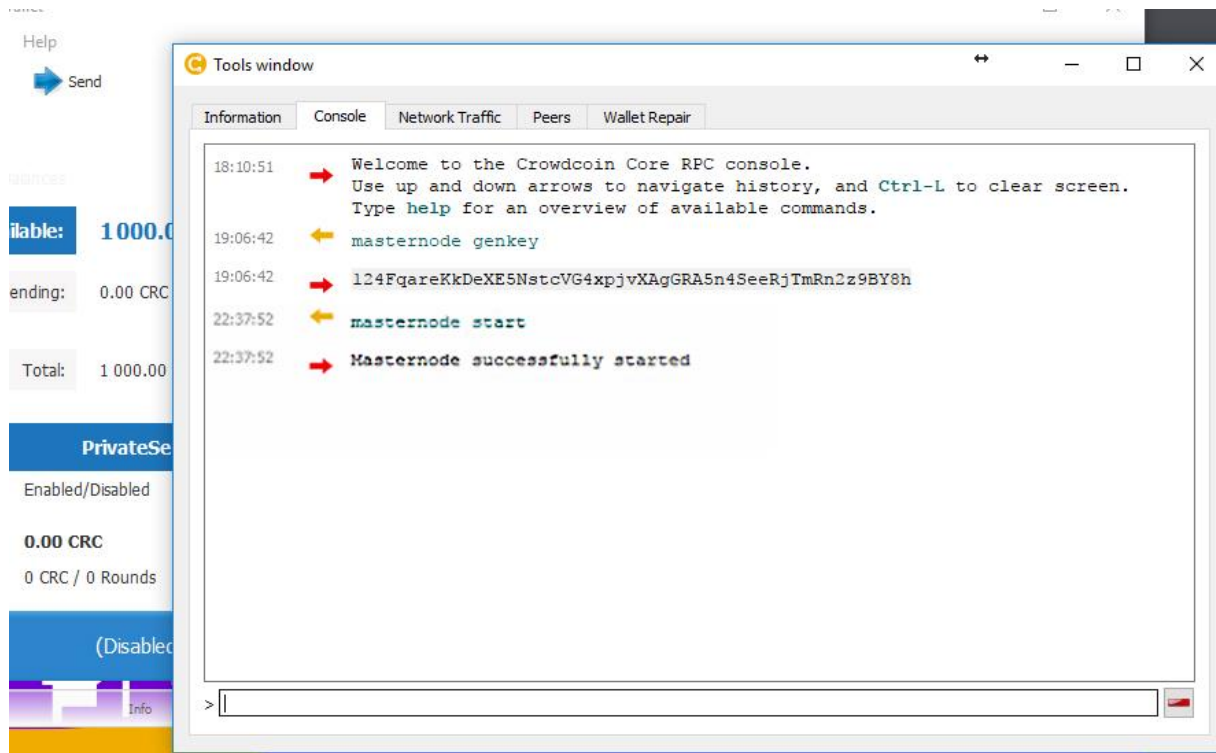 Help
Send
Tools window
Information Console Network Traffic Peers Wallet Repair
18:10:51 Welcome to the Crowdcoin Core RPC console.
Use up and down arrows to navigate history, and Ctrl-L to clear screen.
Type help for an overview of available commands.
19:06:42 masternode genkey
19:06:42 124FqareKkDeXE5NstcVG4xpjvXAgGRA5n4SeeRjTmRn2z9BY8h
22:37:52 masternode start
22:37:52 Masternode successfully started
>
ilable: 1 000.0
ending: 0.00 CRC
Total: 1 000.00
PrivateSe
Enabled/Disabled
0.00 CRC
0 CRC / 0 Rounds
(Disabled
Info